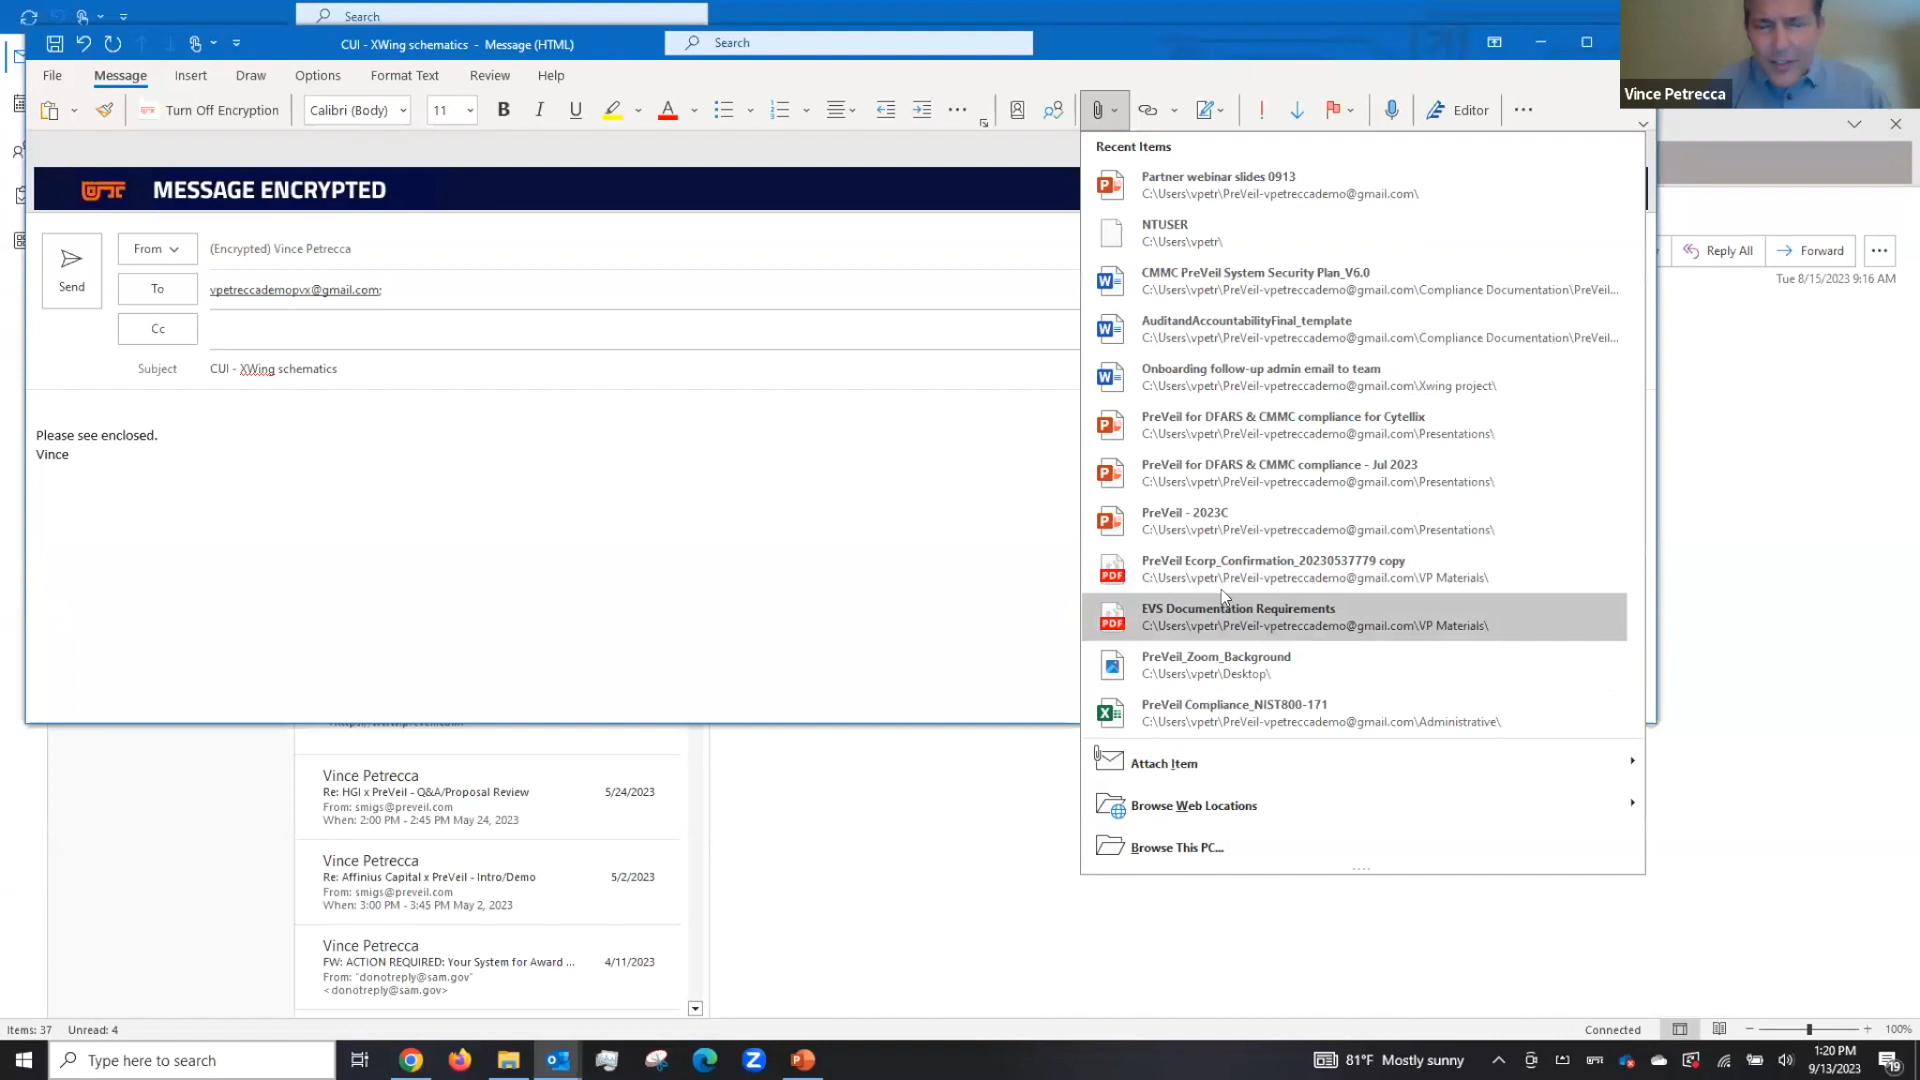 Search
CUI - XWing schematics - Message (HTML)
Search
File Message Insert Draw Options Format Text Review Help
Turn Off Encryption
Calibri (Body)
11
B I U
A
Editor
Vince Petrecca
MESSAGE ENCRYPTED
Send
From
(Encrypted) Vince Petrecca
To
vpetreccademopvx@gmail.com;
Cc
Subject
CUI - XWing schematics
Please see enclosed.
Vince
Recent Items
Partner webinar slides 0913
C:\Users\vpetr\PreVeil-vpetreccademo@gmail.com\
NTUSER
C:\Users\vpetr\
CMMC PreVeil System Security Plan_V6.0
C:\Users\vpetr\PreVeil-vpetreccademo@gmail.com\Compliance Documentation\PreVeil...
AuditandAccountabilityFinal_template
C:\Users\vpetr\PreVeil-vpetreccademo@gmail.com\Compliance Documentation\PreVeil...
Onboarding follow-up admin email to team
C:\Users\vpetr\PreVeil-vpetreccademo@gmail.com\Xwing project\
PreVeil for DFARS & CMMC compliance for Cytellix
C:\Users\vpetr\PreVeil-vpetreccademo@gmail.com\Presentations\
PreVeil for DFARS & CMMC compliance - Jul 2023
C:\Users\vpetr\PreVeil-vpetreccademo@gmail.com\Presentations\
PreVeil - 2023C
C:\Users\vpetr\PreVeil-vpetreccademo@gmail.com\Presentations\
PreVeil Ecorp_Confirmation_20230537779 copy
C:\Users\vpetr\PreVeil-vpetreccademo@gmail.com\VP Materials\
EVS Documentation Requirements
C:\Users\vpetr\PreVeil-vpetreccademo@gmail.com\VP Materials\
PreVeil_Zoom_Background
C:\Users\vpetr\Desktop\
PreVeil Compliance_NIST800-171
C:\Users\vpetr\PreVeil-vpetreccademo@gmail.com\Administrative\
Attach Item
Browse Web Locations
Browse This PC...
Reply All
Forward
Tue 8/15/2023 9:16 AM
Vince Petrecca
Re: HGI x PreVeil - Q&A/Proposal Review 5/24/2023
From: smigs@preveil.com
When: 2:00 PM - 2:45 PM May 24, 2023
Vince Petrecca
Re: Affinius Capital x PreVeil - Intro/Demo 5/2/2023
From: smigs@preveil.com
When: 3:00 PM - 3:45 PM May 2, 2023
Vince Petrecca
FW: ACTION REQUIRED: Your System for Award ... 4/11/2023
From: "donotreply@sam.gov"
<donotreply@sam.gov>
Items: 37 Unread: 4
Connected
100%
Type here to search
81°F Mostly sunny
1:20 PM
9/13/2023
19